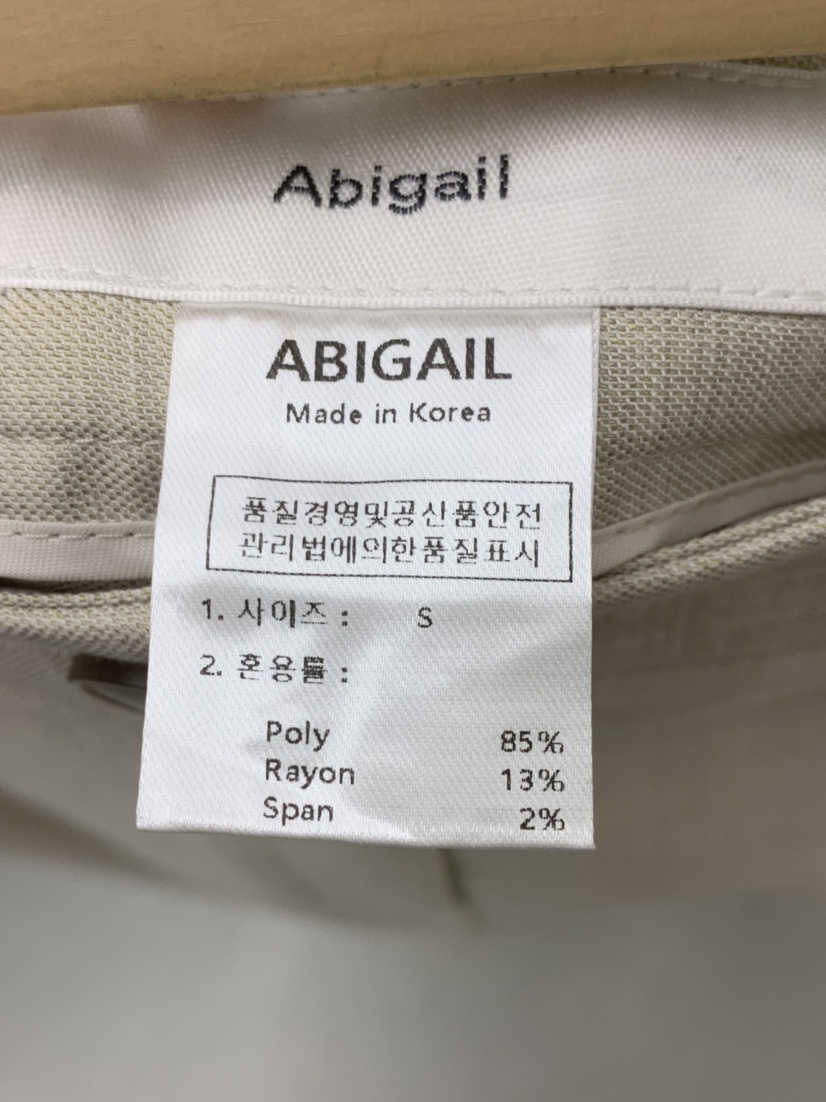 Abigail
ABIGAIL
Made in Korea
품질경영및공산품안전
관리법에의한품질표시
1. 사이즈 : S
2. 혼용률 :
Poly 85%
Rayon 13%
Span 2%